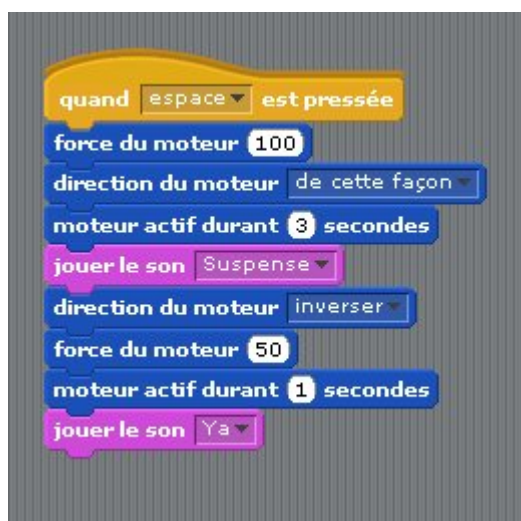 quand espace est pressée
force du moteur 100
direction du moteur de cette façon
moteur actif durant 3 secondes
jouer le son Suspense
direction du moteur inverser
force du moteur 50
moteur actif durant 1 secondes
jouer le son Ya